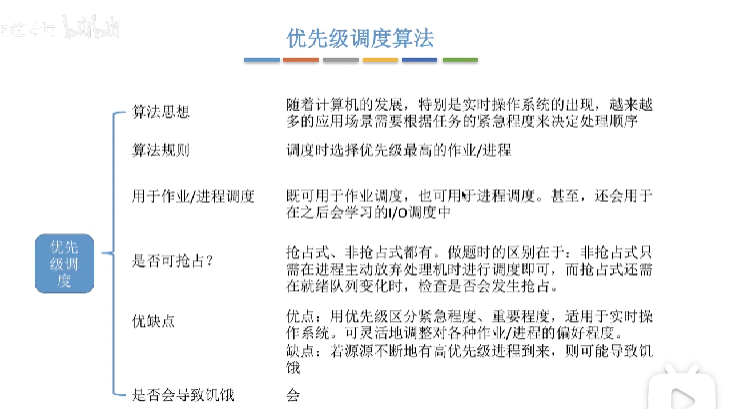 优先级调度算法
算法思想
随着计算机的发展，特别是实时操作系统的出现，越来越
多的应用场景需要根据任务的紧急程度来决定处理顺序
算法规则
调度时选择优先级最高的作业/进程
用于作业/进程调度
既可用于作业调度，也可用于进程调度。甚至，还会用于
在之后会学习的I/O调度中
优先
级调
度
是否可抢占？
抢占式、非抢占式都有。做题时的区别在于：非抢占式只
需在进程主动放弃处理机时进行调度即可，而抢占式还需
在就绪队列变化时，检查是否会发生抢占。
优缺点
优点：用优先级区分紧急程度、重要程度，适用于实时操
作系统。可灵活地调整对各种作业/进程的偏好程度。
缺点：若源源不断地有高优先级进程到来，则可能导致饥
饿
是否会导致饥饿
会